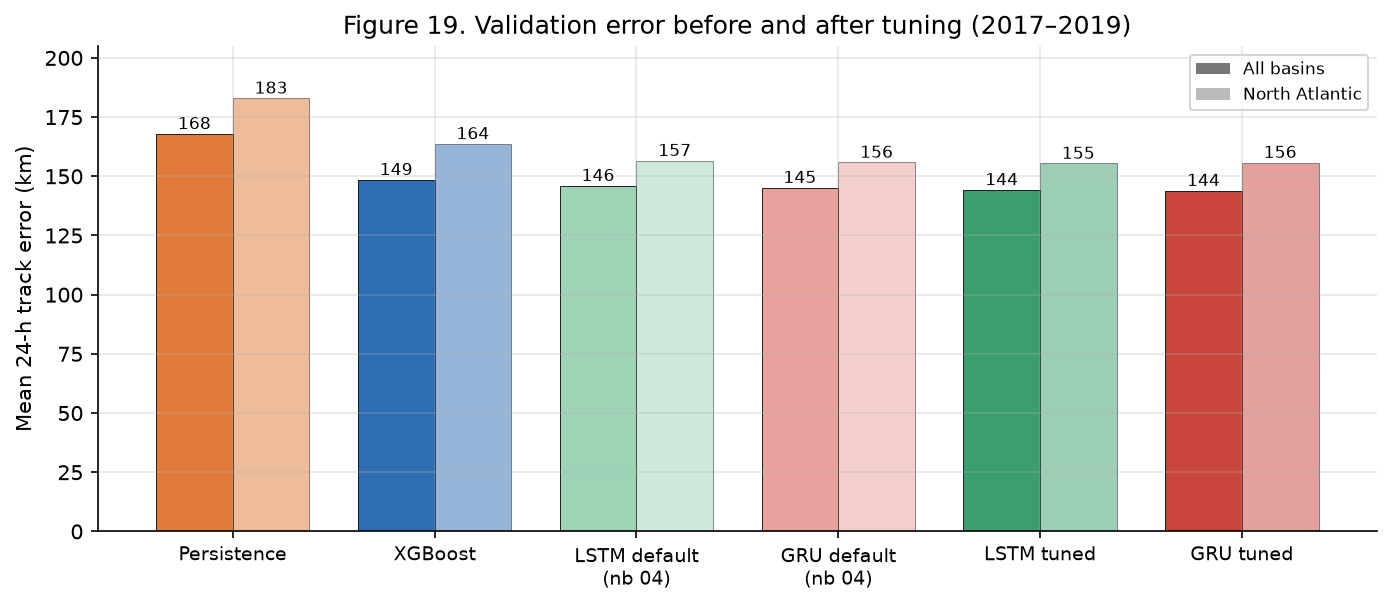 Figure 19. Validation error before and after tuning (2017–2019)
Mean 24-h track error (km)
200
175
150
125
100
75
50
25
0
All basins
North Atlantic
168
183
149
164
146
157
145
156
144
155
144
156
Persistence
XGBoost
LSTM default
(nb 04)
GRU default
(nb 04)
LSTM tuned
GRU tuned